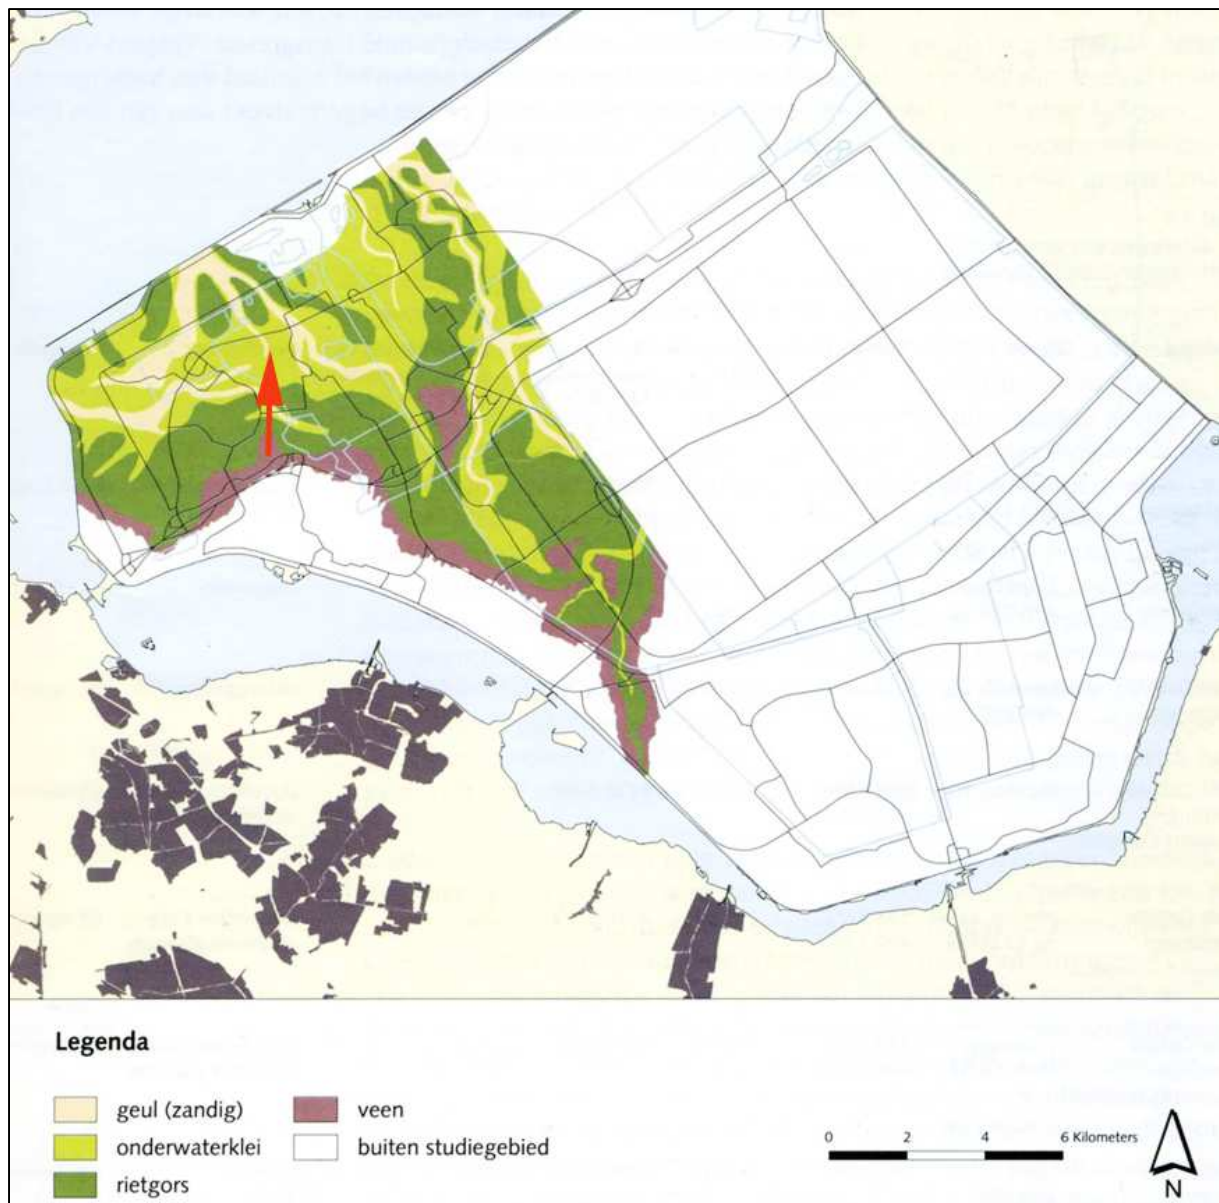 Legenda
geul (zandig)
veen
onderwaterklei
buiten studiegebied
rietgors
0 2 4 6 Kilometers
N